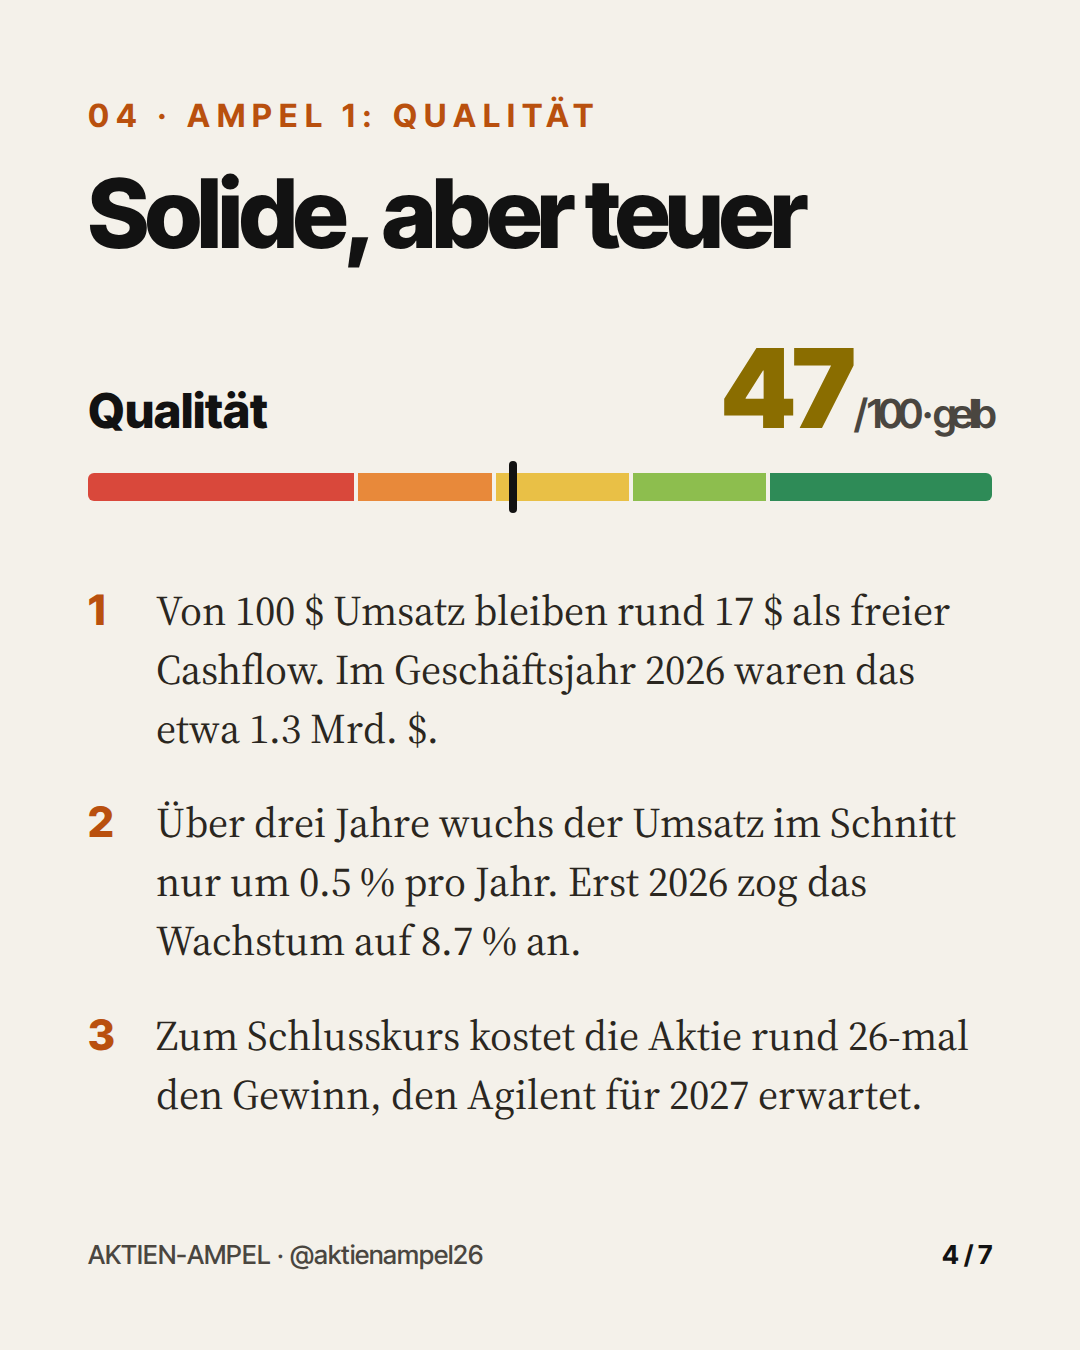 04 · AMPEL 1: QUALITÄT
Solide, aber teuer
Qualität
47/100·gelb
1 Von 100 $ Umsatz bleiben rund 17 $ als freier
Cashflow. Im Geschäftsjahr 2026 waren das
etwa 1.3 Mrd. $.
2 Über drei Jahre wuchs der Umsatz im Schnitt
nur um 0.5 % pro Jahr. Erst 2026 zog das
Wachstum auf 8.7 % an.
3 Zum Schlusskurs kostet die Aktie rund 26-mal
den Gewinn, den Agilent für 2027 erwartet.
AKTIEN-AMPEL · @aktienampel26
4 / 7